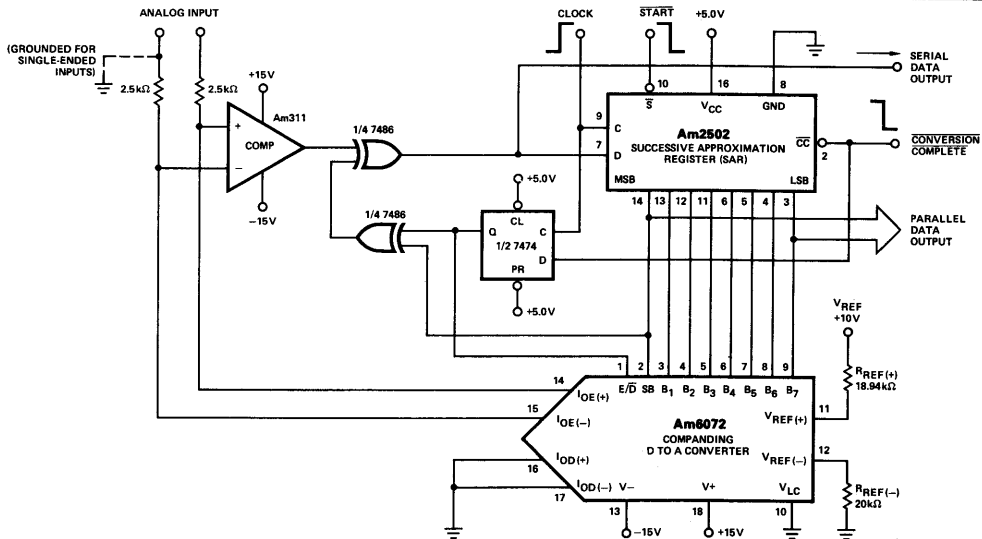 ANALOG INPUT
(GROUNDED FOR
SINGLE-ENDED
INPUTS)
2.5kΩ
2.5kΩ
+15V
Am311
+
COMP
−
−15V
1/4 7486
1/4 7486
CLOCK
START
+5.0V
10
16
8
S
VCC
GND
9
C
7
D
Am2502
SUCCESSIVE APPROXIMATION
REGISTER (SAR)
CC
2
MSB
LSB
14
13
12
11
6
5
4
3
SERIAL
DATA
OUTPUT
CONVERSION
COMPLETE
PARALLEL
DATA
OUTPUT
+5.0V
CL
Q
C
1/2 7474
D
PR
+5.0V
VREF
+10V
RREF(+)
18.94kΩ
1
2
3
4
5
6
7
8
9
E/D
SB
B1
B2
B3
B4
B5
B6
B7
14
IOE(+)
15
IOE(−)
16
IOD(+)
17
IOD(−)
Am6072
COMPANDING
D TO A CONVERTER
VREF(+)
11
VREF(−)
12
RREF(−)
20kΩ
V−
V+
VLC
13
18
10
−15V
+15V